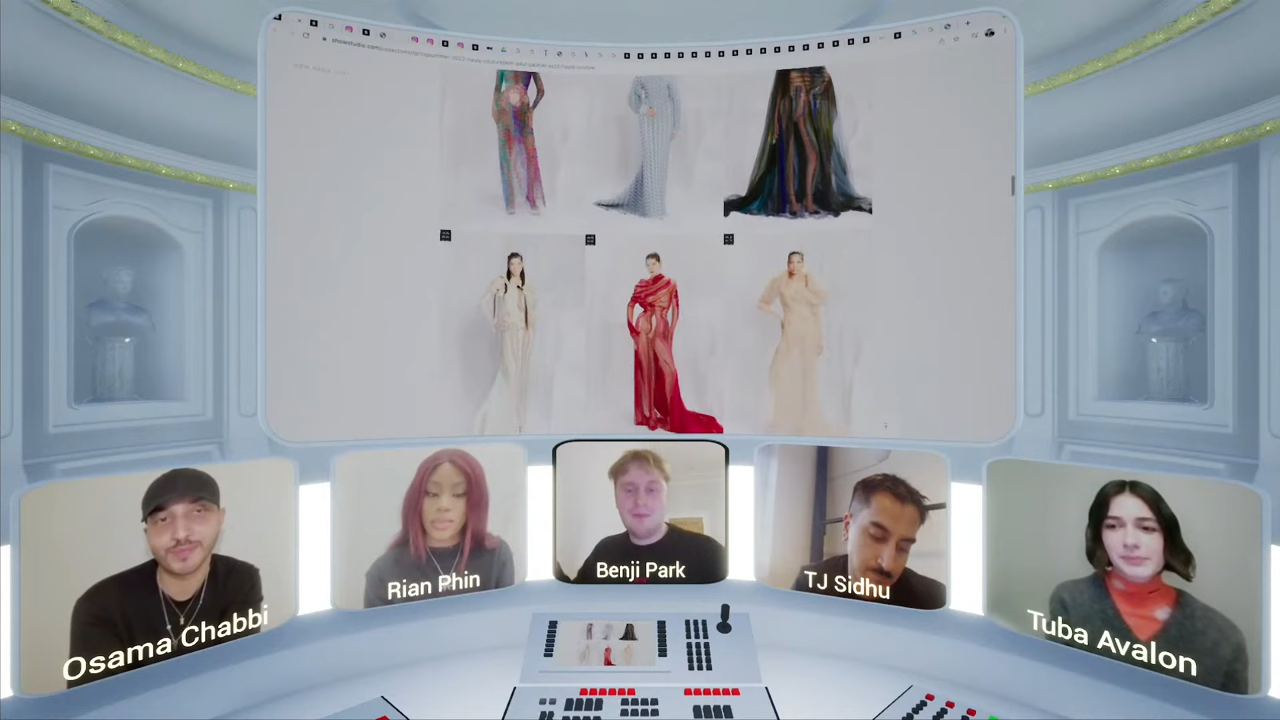 Osama Chabbi
Rian Phin
Benji Park
TJ Sidhu
Tuba Avalon